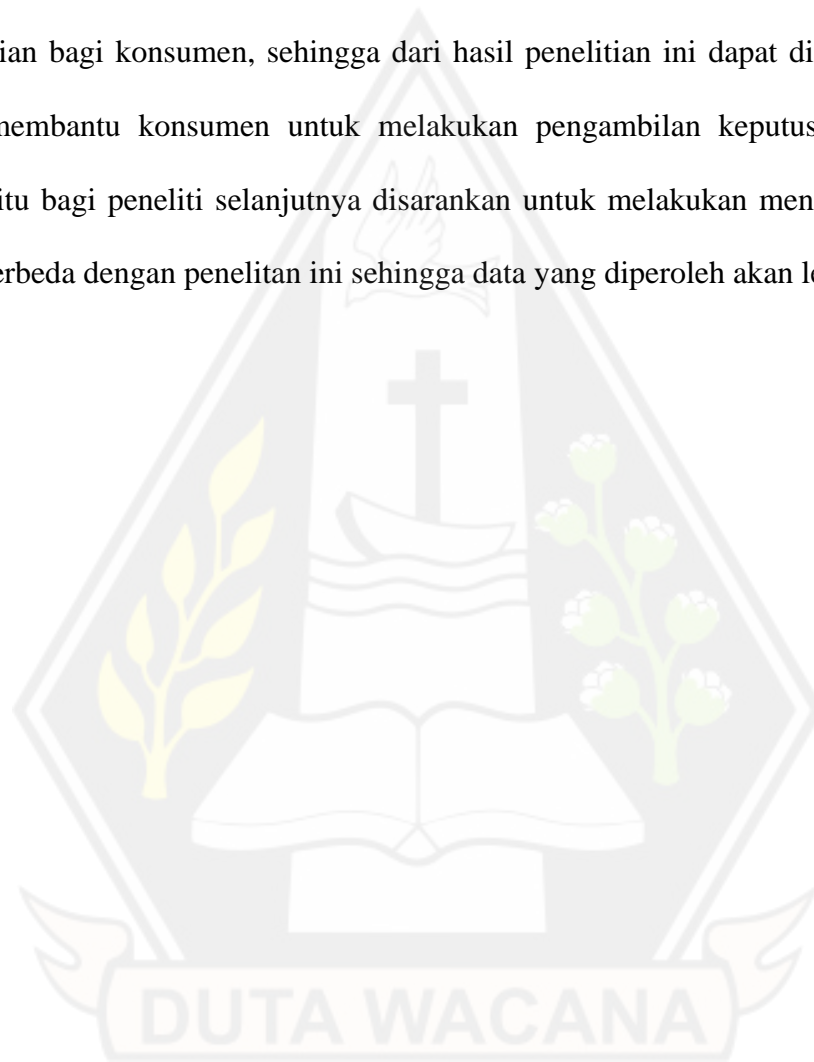 ian bagi konsumen, sehingga dari hasil penelitian ini dapat di
membantu konsumen untuk melakukan pengambilan keputus
itu bagi peneliti selanjutnya disarankan untuk melakukan men
erbeda dengan penelitan ini sehingga data yang diperoleh akan l
DUTA WACANA